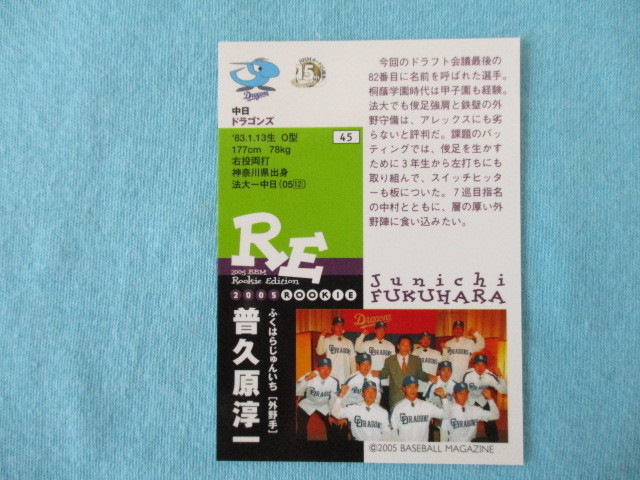 Dragons
中日
ドラゴンズ
'83.1.13生 O型
177cm 78kg
右投両打
神奈川県出身
法大ー中日(05⑫)
45
今回のドラフト会議最後の
82番目に名前を呼ばれた選手。
桐蔭学園時代は甲子園も経験。
法大でも俊足強肩と鉄壁の外
野守備は、アレックスにも劣
らないと評判だ。課題のバッ
ティングでは、俊足を生かす
ために3年生から左打ちにも
取り組んで、スイッチヒッタ
ーも板についた。7巡目指名
の中村とともに、層の厚い外
野陣に食い込みたい。
RE
2005 BBM
Rookie Edition
2005 ROOKIE
Junichi
FUKUHARA
普久原淳一
ふくはらじゅんいち [外野手]
Dragons
©2005 BASEBALL MAGAZINE